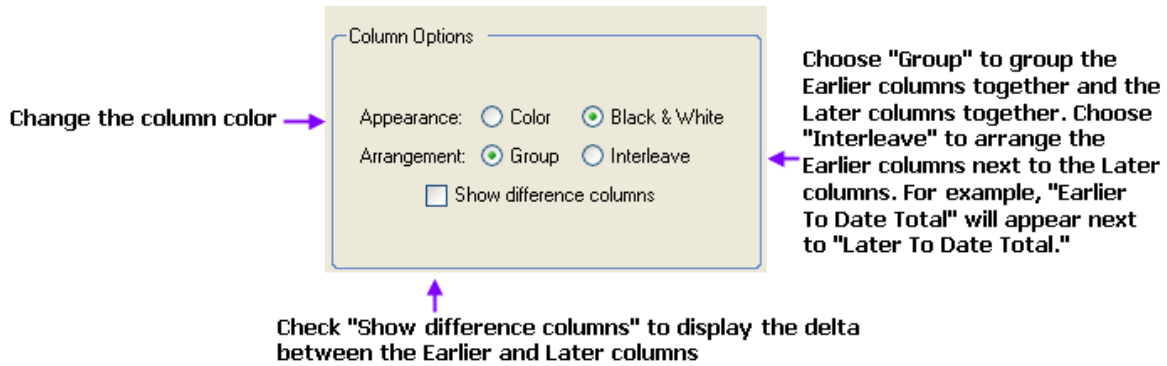 Column Options
Change the column color
Appearance: Color Black & White
Arrangement: Group Interleave
Show difference columns
Choose "Group" to group the
Earlier columns together and the
Later columns together. Choose
"Interleave" to arrange the
Earlier columns next to the Later
columns. For example, "Earlier
To Date Total" will appear next
to "Later To Date Total."
Check "Show difference columns" to display the delta
between the Earlier and Later columns